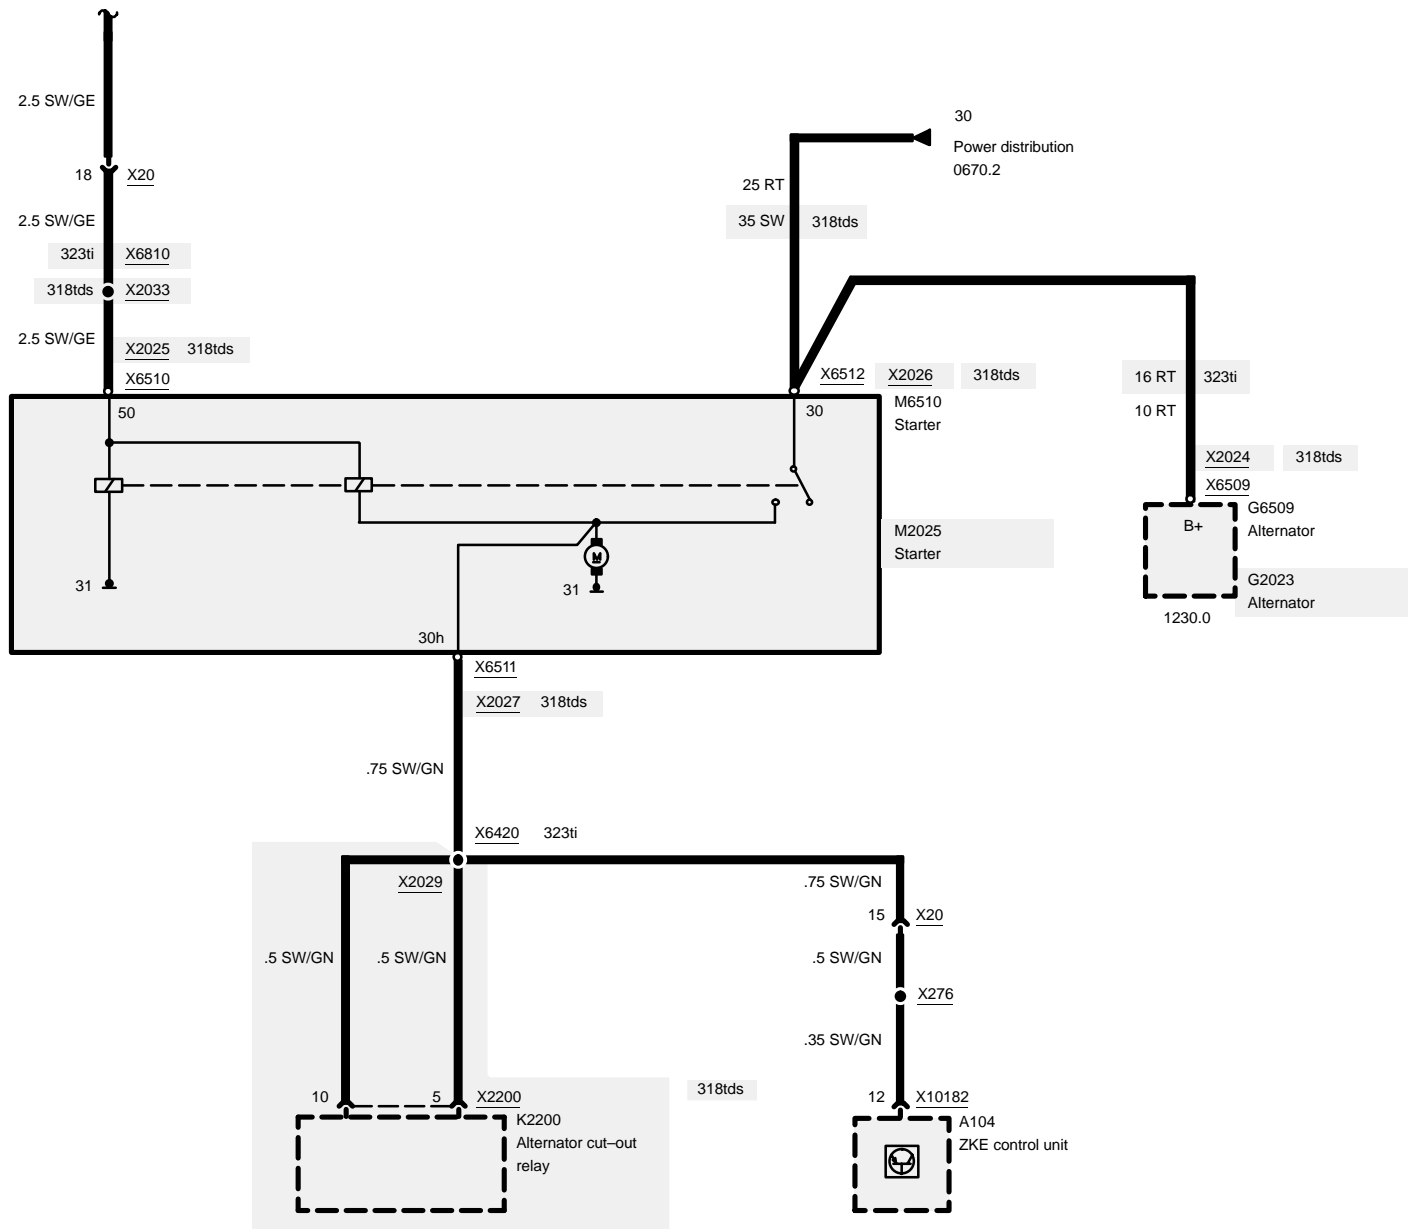 2.5 SW/GE
30
Power distribution
0670.2
18 X20
25 RT
2.5 SW/GE
35 SW 318tds
323ti X6810
318tds X2033
2.5 SW/GE
X2025 318tds
X6510
X6512 X2026 318tds
16 RT 323ti
50
30
M6510
Starter
10 RT
X2024 318tds
X6509
G6509
Alternator
B+
M2025
Starter
M
31
31
G2023
Alternator
1230.0
30h
X6511
X2027 318tds
.75 SW/GN
X6420 323ti
X2029
.75 SW/GN
15 X20
.5 SW/GN
.5 SW/GN
.5 SW/GN
X276
.35 SW/GN
318tds
10
5 X2200
12 X10182
K2200
Alternator cut–out
relay
A104
ZKE control unit